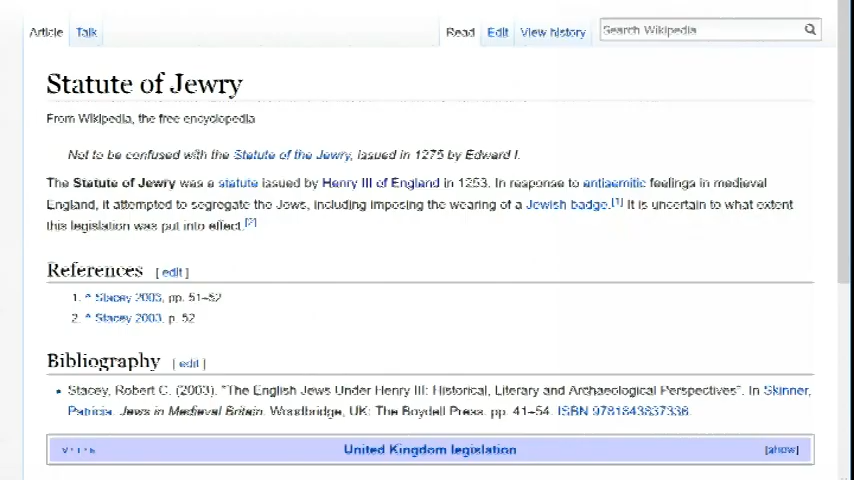 Article Talk Read Edit View history Search Wikipedia
Statute of Jewry
From Wikipedia, the free encyclopedia
Not to be confused with the Statute of the Jewry, issued in 1275 by Edward I.
The Statute of Jewry was a statute issued by Henry III of England in 1253. In response to antisemitic feelings in medieval
England, it attempted to segregate the Jews, including imposing the wearing of a Jewish badge.[1] It is uncertain to what extent
this legislation was put into effect.[2]
References [ edit ]
1. ^ Stacey 2003, pp. 51–52
2. ^ Stacey 2003, p. 52
Bibliography [ edit ]
• Stacey, Robert C. (2003). "The English Jews Under Henry III: Historical, Literary and Archaeological Perspectives". In Skinner,
Patricia. Jews in Medieval Britain. Woodbridge, UK: The Boydell Press. pp. 41–54. ISBN 9781843837336.
V · T · E United Kingdom legislation [show]